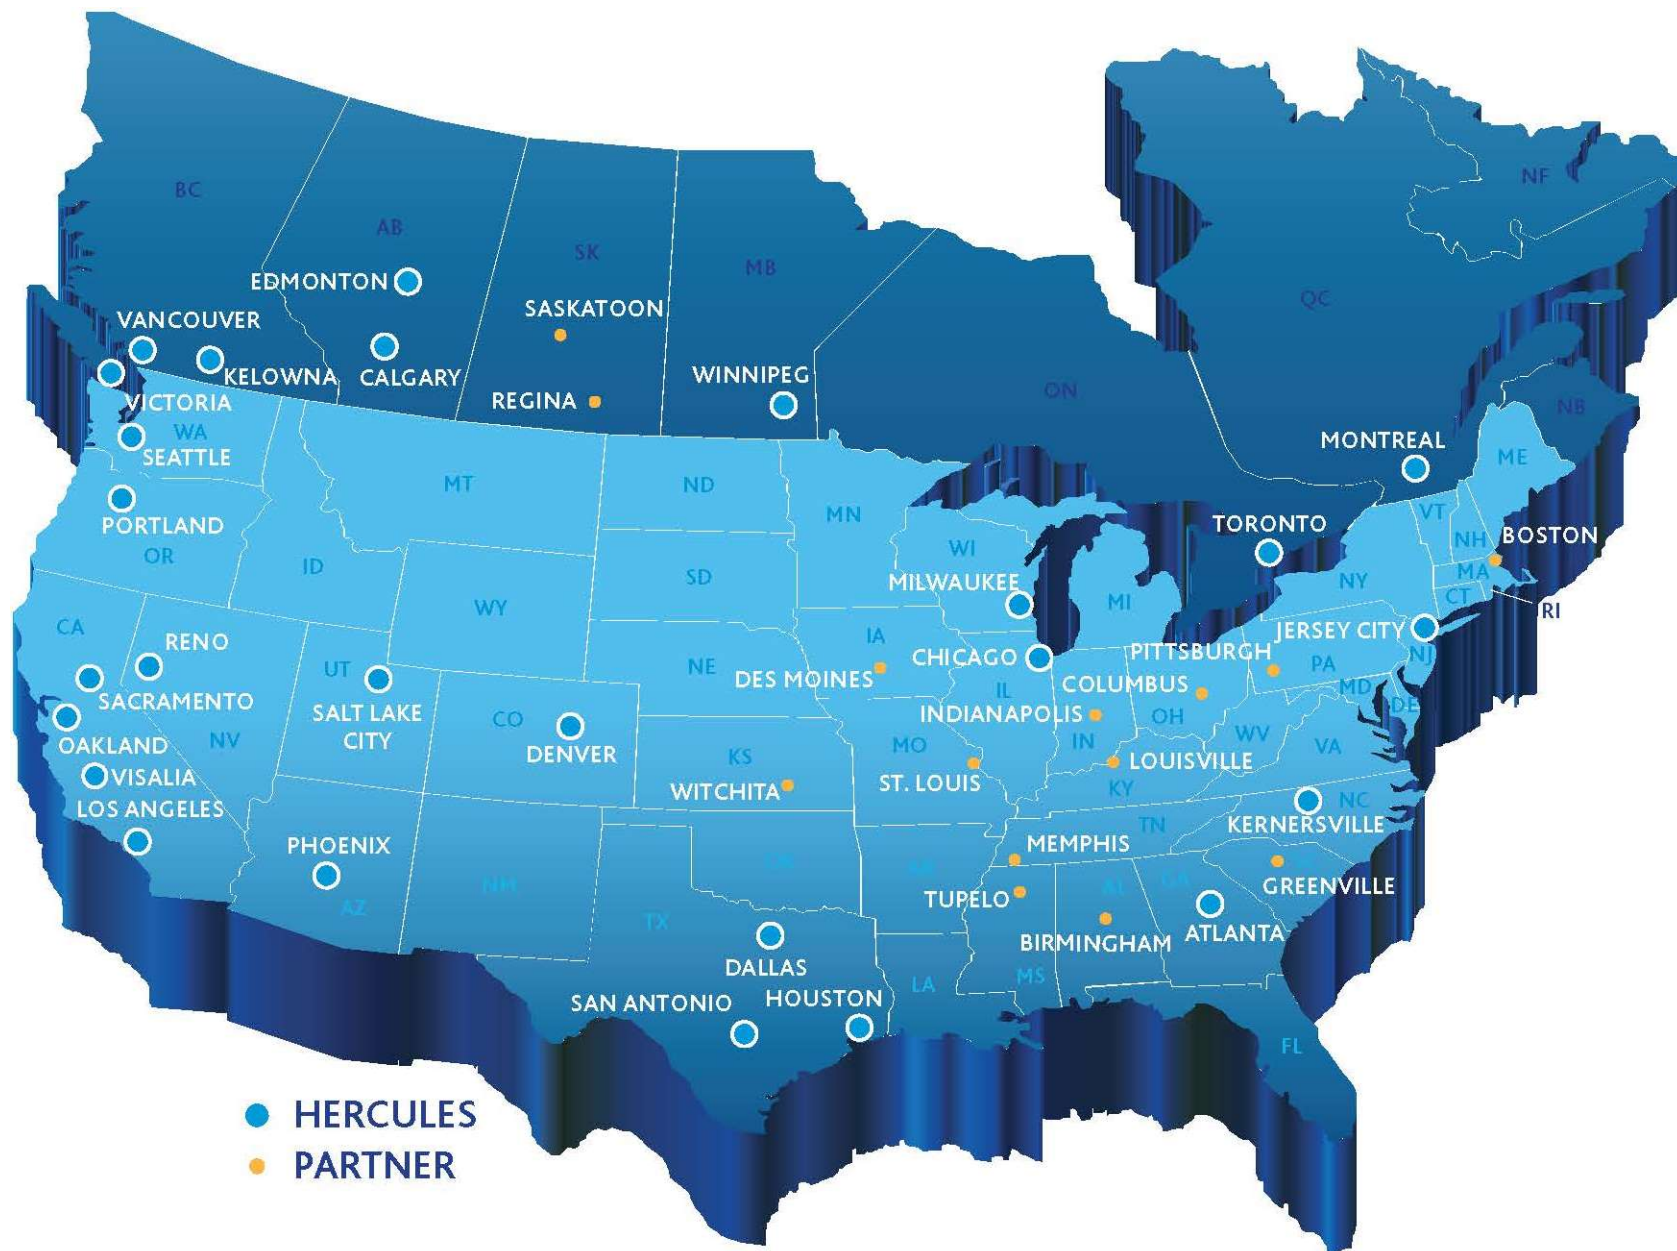 BC
AB
SK
MB
ON
QC
NF
NB
EDMONTON
SASKATOON
VANCOUVER
KELOWNA
CALGARY
REGINA
WINNIPEG
VICTORIA
WA
SEATTLE
MONTREAL
ME
MT
ND
MN
PORTLAND
OR
ID
TORONTO
VT
NH
BOSTON
WI
MILWAUKEE
SD
WY
MI
NY
MA
CT
RI
CA
RENO
UT
IA
NE
DES MOINES
CHICAGO
IL
JERSEY CITY
NJ
PITTSBURGH
PA
COLUMBUS
MD
DE
SACRAMENTO
SALT LAKE
CITY
CO
DENVER
INDIANAPOLIS
OH
IN
WV
VA
OAKLAND
NV
KS
MO
ST. LOUIS
LOUISVILLE
KY
VISALIA
WITCHITA
LOS ANGELES
NC
KERNERSVILLE
TN
PHOENIX
AZ
NM
MEMPHIS
TUPELO
AL
GA
GREENVILLE
TX
BIRMINGHAM
ATLANTA
DALLAS
SAN ANTONIO
HOUSTON
LA
MS
FL
HERCULES
PARTNER